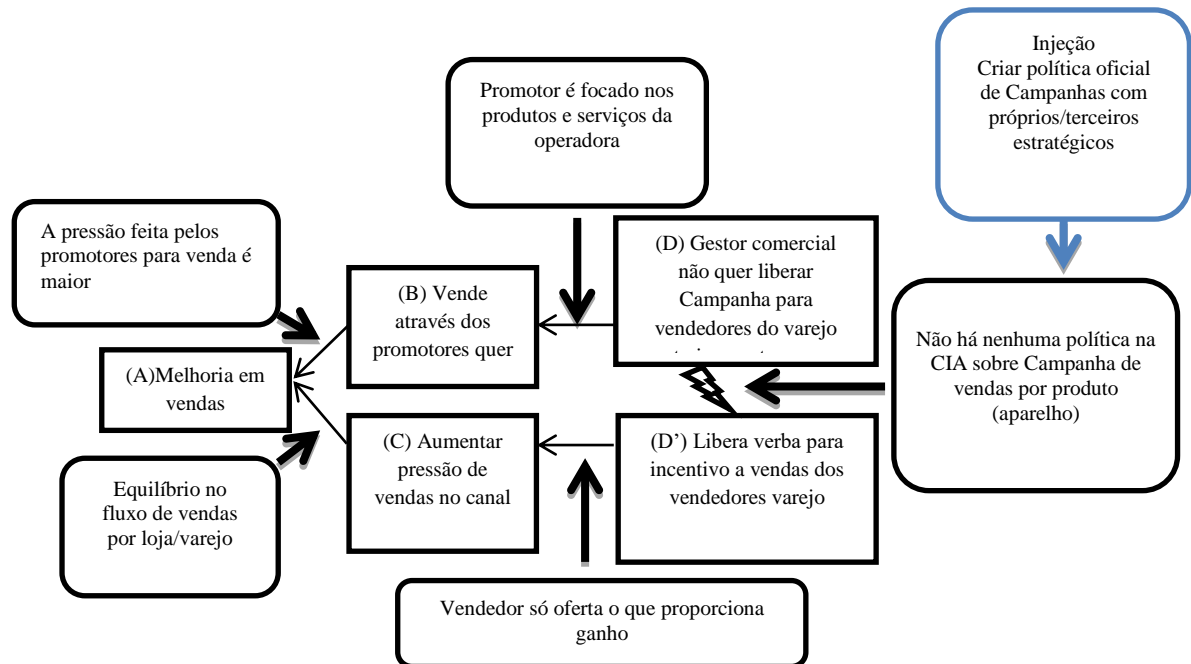 Injeção
Criar política oficial
de Campanhas com
próprios/terceiros
estratégicos
Promotor é focado nos
produtos e serviços da
operadora
A pressão feita pelos
promotores para venda é
maior
(D) Gestor comercial
não quer liberar
Campanha para
vendedores do varejo
(B) Vende
através dos
promotores quer
Não há nenhuma política na
CIA sobre Campanha de
vendas por produto
(aparelho)
(A)Melhoria em
vendas
(C) Aumentar
pressão de
vendas no canal
(D’) Libera verba para
incentivo a vendas dos
vendedores varejo
Equilíbrio no
fluxo de vendas
por loja/varejo
Vendedor só oferta o que proporciona
ganho